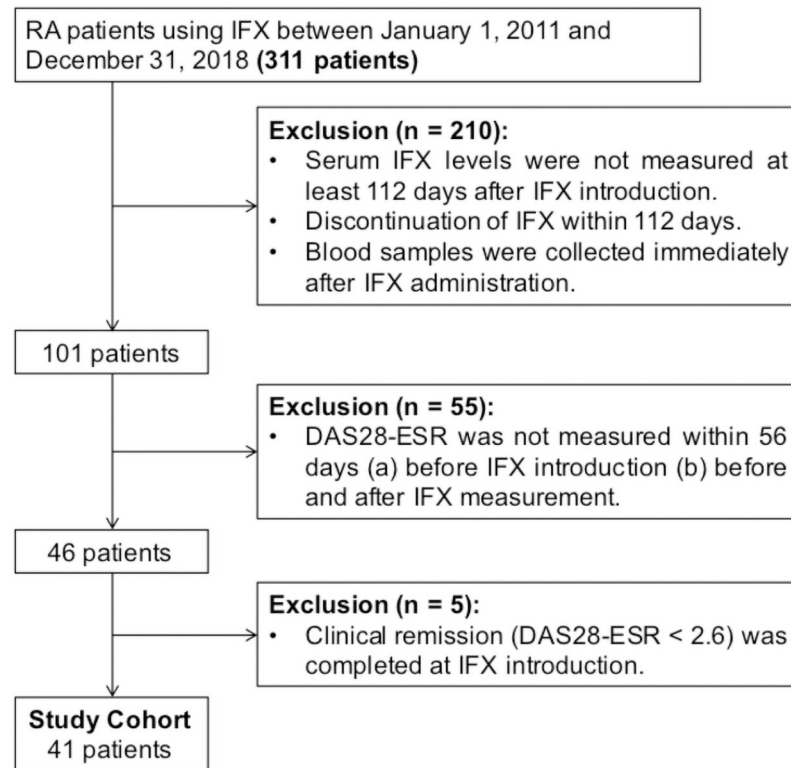 RA patients using IFX between January 1, 2011 and
December 31, 2018 (311 patients)
Exclusion (n = 210):
• Serum IFX levels were not measured at
least 112 days after IFX introduction.
• Discontinuation of IFX within 112 days.
• Blood samples were collected immediately
after IFX administration.
101 patients
Exclusion (n = 55):
• DAS28-ESR was not measured within 56
days (a) before IFX introduction (b) before
and after IFX measurement.
46 patients
Exclusion (n = 5):
• Clinical remission (DAS28-ESR < 2.6) was
completed at IFX introduction.
Study Cohort
41 patients